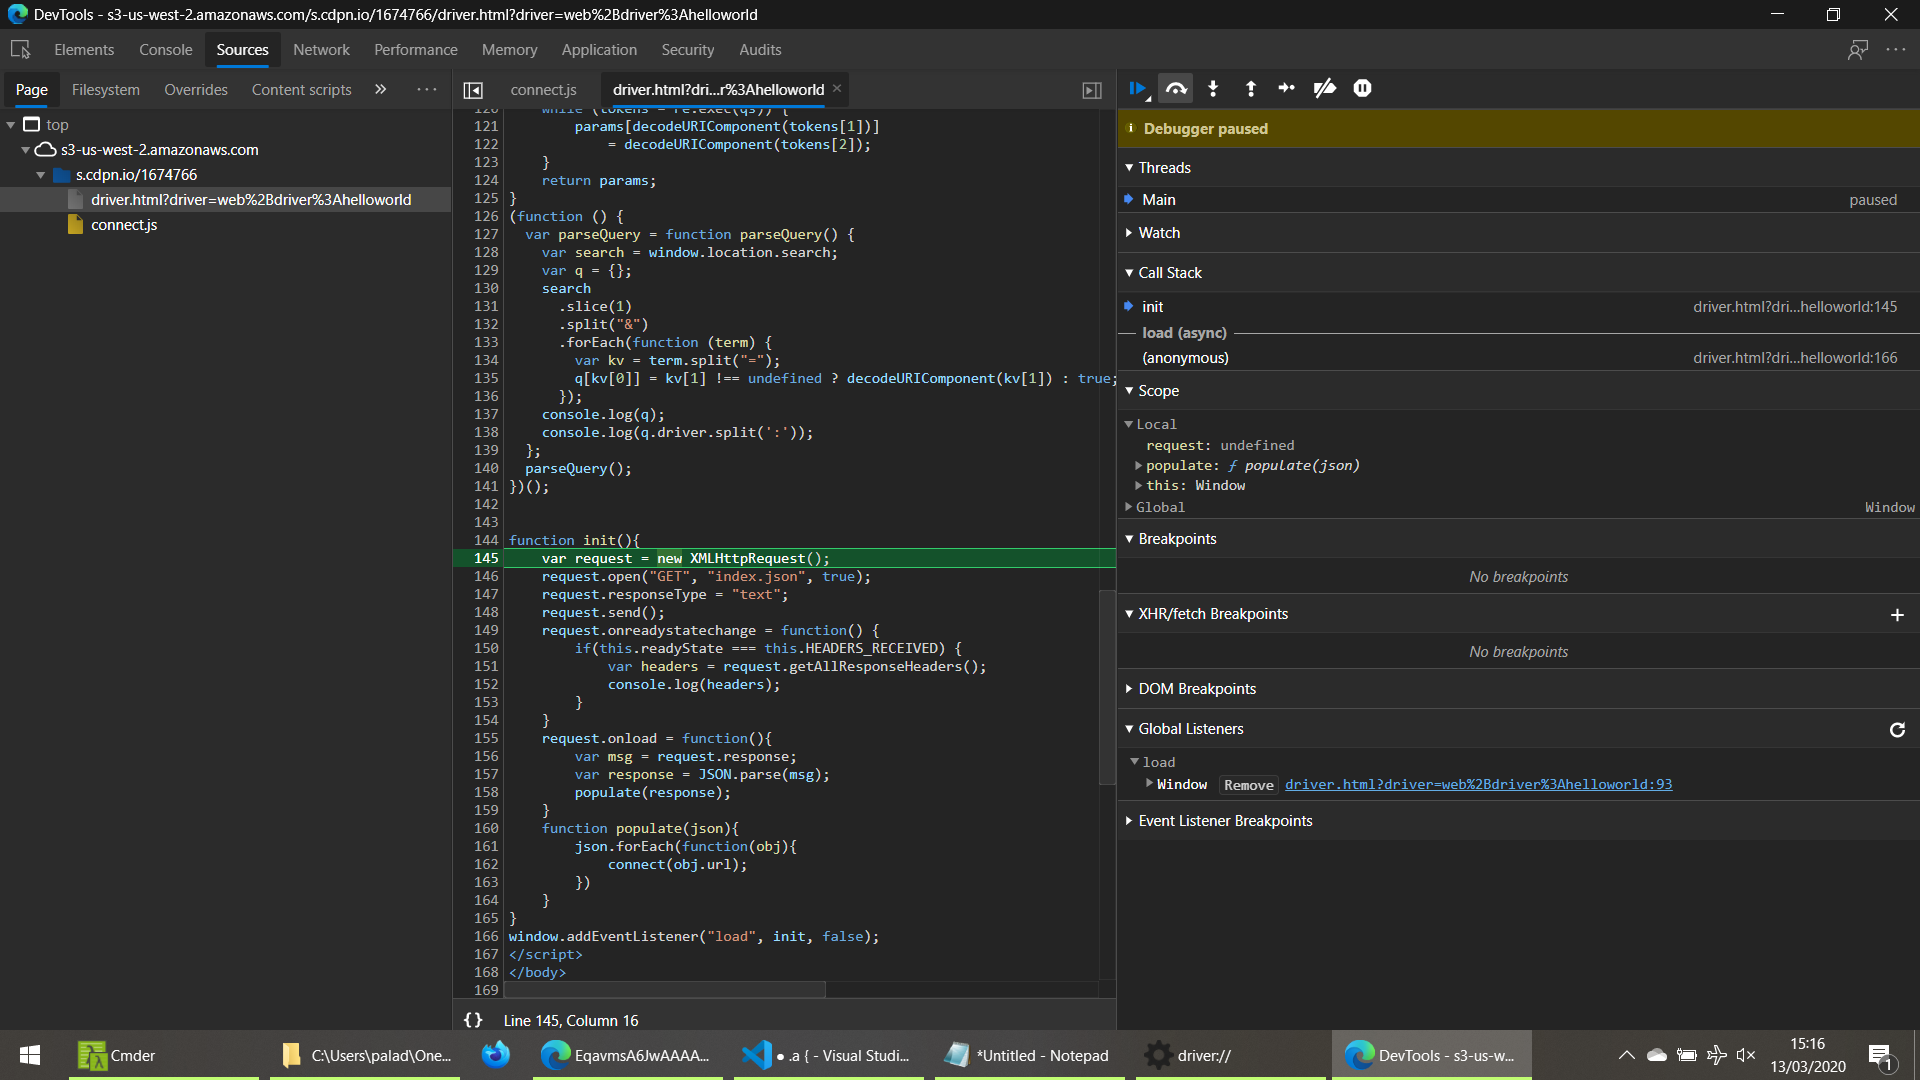 DevTools - s3-us-west-2.amazonaws.com/s.cdpn.io/1674766/driver.html?driver=web%2Bdriver%3Ahelloworld
Elements Console Sources Network Performance Memory Application Security Audits
Page Filesystem Overrides Content scripts » ···
top
s3-us-west-2.amazonaws.com
s.cdpn.io/1674766
driver.html?driver=web%2Bdriver%3Ahelloworld
connect.js
connect.js driver.html?dri...r%3Ahelloworld ×
120 while (tokens = re.exec(qs)) {
121 params[decodeURIComponent(tokens[1])]
122 = decodeURIComponent(tokens[2]);
123 }
124 return params;
125 }
126 (function () {
127 var parseQuery = function parseQuery() {
128 var search = window.location.search;
129 var q = {};
130 search
131 .slice(1)
132 .split("&")
133 .forEach(function (term) {
134 var kv = term.split("=");
135 q[kv[0]] = kv[1] !== undefined ? decodeURIComponent(kv[1]) : true;
136 });
137 console.log(q);
138 console.log(q.driver.split(':'));
139 };
140 parseQuery();
141 })();
142
143
144 function init(){
145 var request = new XMLHttpRequest();
146 request.open("GET", "index.json", true);
147 request.responseType = "text";
148 request.send();
149 request.onreadystatechange = function() {
150 if(this.readyState === this.HEADERS_RECEIVED) {
151 var headers = request.getAllResponseHeaders();
152 console.log(headers);
153 }
154 }
155 request.onload = function(){
156 var msg = request.response;
157 var response = JSON.parse(msg);
158 populate(response);
159 }
160 function populate(json){
161 json.forEach(function(obj){
162 connect(obj.url);
163 })
164 }
165 }
166 window.addEventListener("load", init, false);
167 </script>
168 </body>
169
{} Line 145, Column 16
Debugger paused
Threads
Main paused
Watch
Call Stack
init driver.html?dri...helloworld:145
load (async)
(anonymous) driver.html?dri...helloworld:166
Scope
Local
request: undefined
populate: ƒ populate(json)
this: Window
Global Window
Breakpoints
No breakpoints
XHR/fetch Breakpoints
No breakpoints
DOM Breakpoints
Global Listeners
load
Window Remove driver.html?driver=web%2Bdriver%3Ahelloworld:93
Event Listener Breakpoints
Cmder
C:\Users\palad\One...
EqavmsA6JwAAAA...
● .a { - Visual Studi...
*Untitled - Notepad
driver://
DevTools - s3-us-w...
15:16
13/03/2020
1